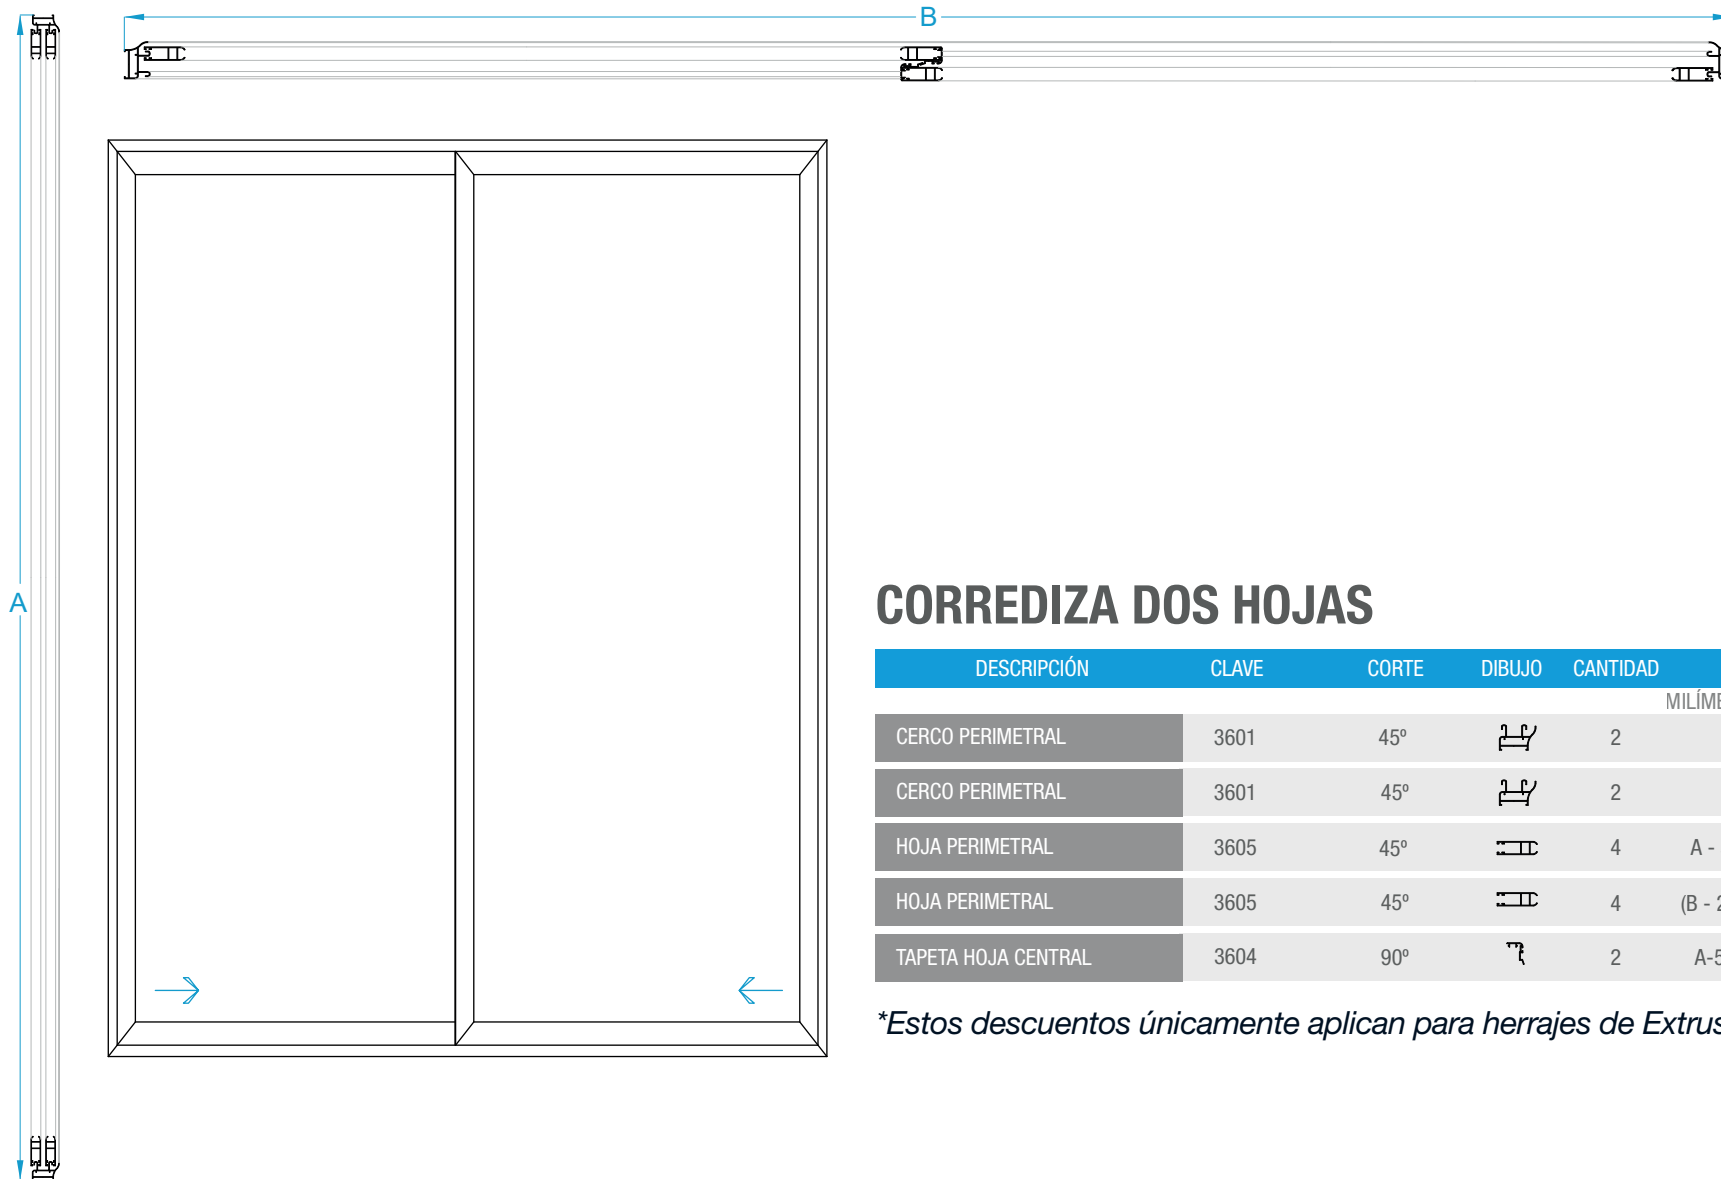 B
A
CORREDIZA DOS HOJAS
DESCRIPCIÓN CLAVE CORTE DIBUJO CANTIDAD
CERCO PERIMETRAL 3601 45º 2
CERCO PERIMETRAL 3601 45º 2
HOJA PERIMETRAL 3605 45º 4 A -
HOJA PERIMETRAL 3605 45º 4 (B - 2
TAPETA HOJA CENTRAL 3604 90º 2 A-5
*Estos descuentos únicamente aplican para herrajes de